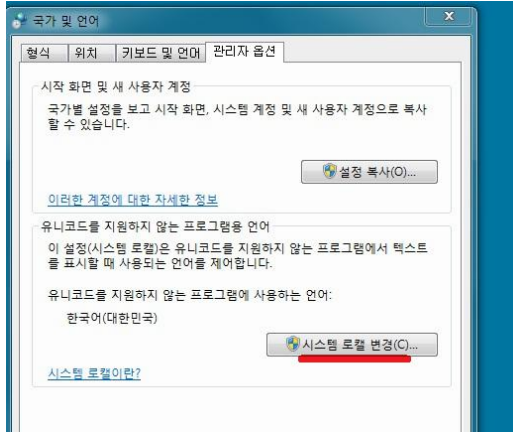 국가 및 언어
형식 위치 키보드 및 언어 관리자 옵션
시작 화면 및 새 사용자 계정
국가별 설정을 보고 시작 화면, 시스템 계정 및 새 사용자 계정으로 복사
할 수 있습니다.
설정 복사(O)...
이러한 계정에 대한 자세한 정보
유니코드를 지원하지 않는 프로그램용 언어
이 설정(시스템 로캘)은 유니코드를 지원하지 않는 프로그램에서 텍스트
를 표시할 때 사용되는 언어를 제어합니다.
유니코드를 지원하지 않는 프로그램에 사용하는 언어:
한국어(대한민국)
시스템 로캘 변경(C)...
시스템 로캘이란?